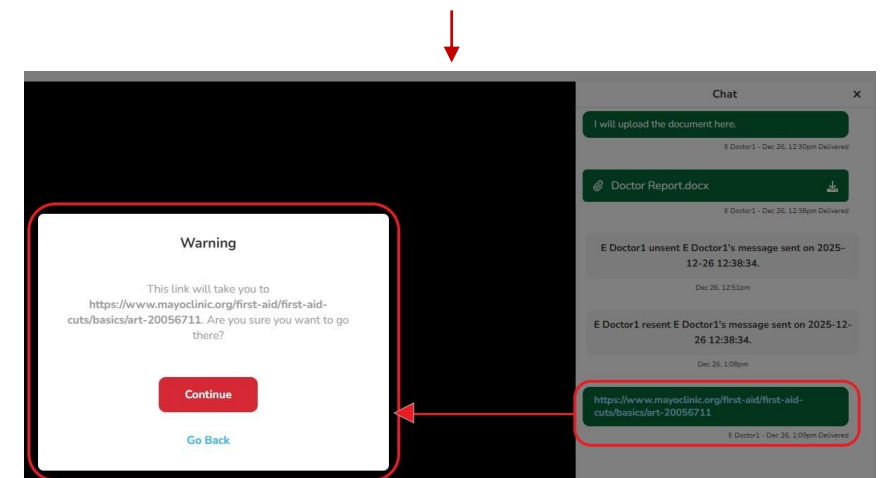 Chat
I will upload the document here.
E Doctor1 - Dec 26, 12:30pm Delivered
Doctor Report.docx
E Doctor1 - Dec 26, 12:38pm Delivered
E Doctor1 unsent E Doctor1's message sent on 2025-
12-26 12:38:34.
Dec 26, 12:51pm
E Doctor1 resent E Doctor1's message sent on 2025-12-
26 12:38:34.
Dec 26, 1:08pm
https://www.mayoclinic.org/first-aid/first-aid-
cuts/basics/art-20056711
E Doctor1 - Dec 26, 1:09pm Delivered
Warning
This link will take you to
https://www.mayoclinic.org/first-aid/first-aid-
cuts/basics/art-20056711. Are you sure you want to go
there?
Continue
Go Back